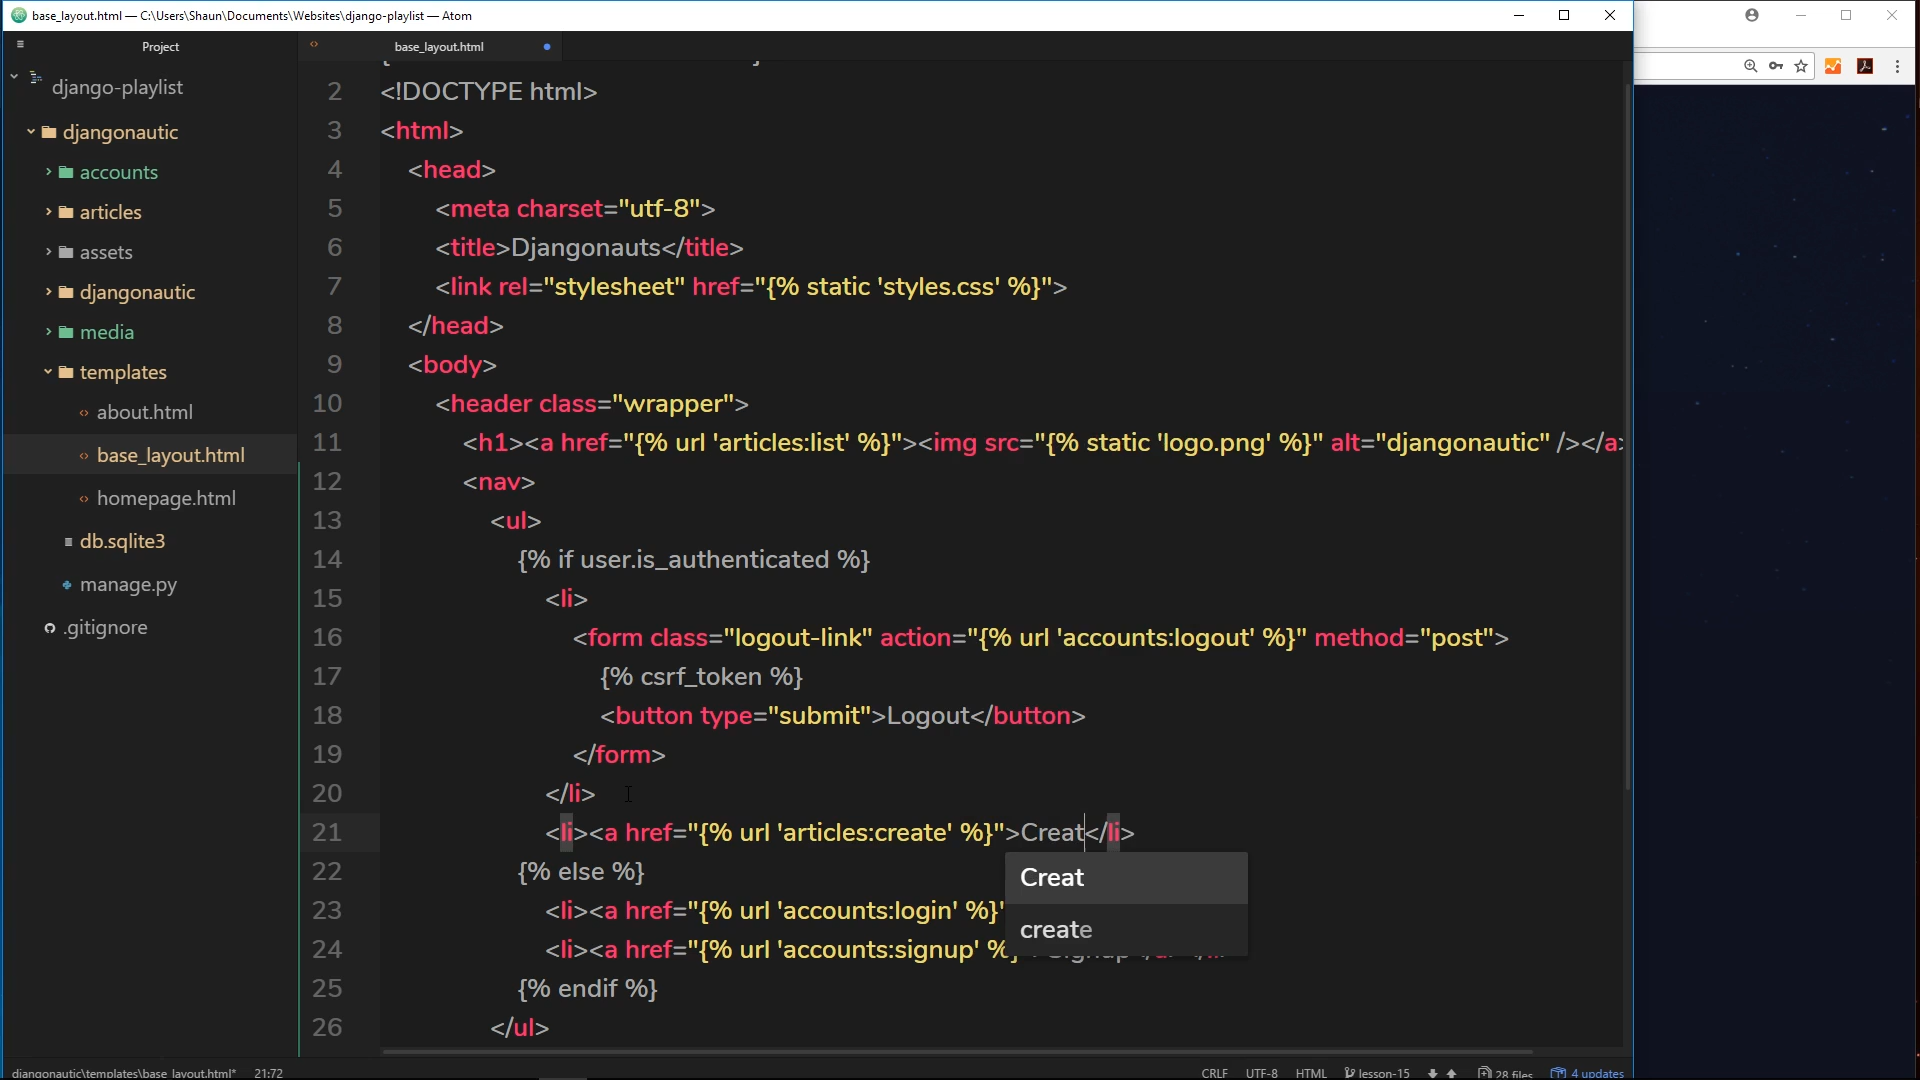 base_layout.html — C:\Users\Shaun\Documents\Websites\django-playlist — Atom
Project
base_layout.html
django-playlist
djangonautic
accounts
articles
assets
djangonautic
media
templates
about.html
base_layout.html
homepage.html
db.sqlite3
manage.py
.gitignore
2 <!DOCTYPE html>
3 <html>
4 <head>
5 <meta charset="utf-8">
6 <title>Djangonauts</title>
7 <link rel="stylesheet" href="{% static 'styles.css' %}">
8 </head>
9 <body>
10 <header class="wrapper">
11 <h1><a href="{% url 'articles:list' %}"><img src="{% static 'logo.png' %}" alt="djangonautic" /></a>
12 <nav>
13 <ul>
14 {% if user.is_authenticated %}
15 <li>
16 <form class="logout-link" action="{% url 'accounts:logout' %}" method="post">
17 {% csrf_token %}
18 <button type="submit">Logout</button>
19 </form>
20 </li>
21 <li><a href="{% url 'articles:create' %}">Creat</li>
22 {% else %}
23 <li><a href="{% url 'accounts:login' %}"
24 <li><a href="{% url 'accounts:signup' %}
25 {% endif %}
26 </ul>
Creat
create
djangonautic\templates\base_layout.html* 21:72
CRLF UTF-8 HTML lesson-15 28 files 4 updates